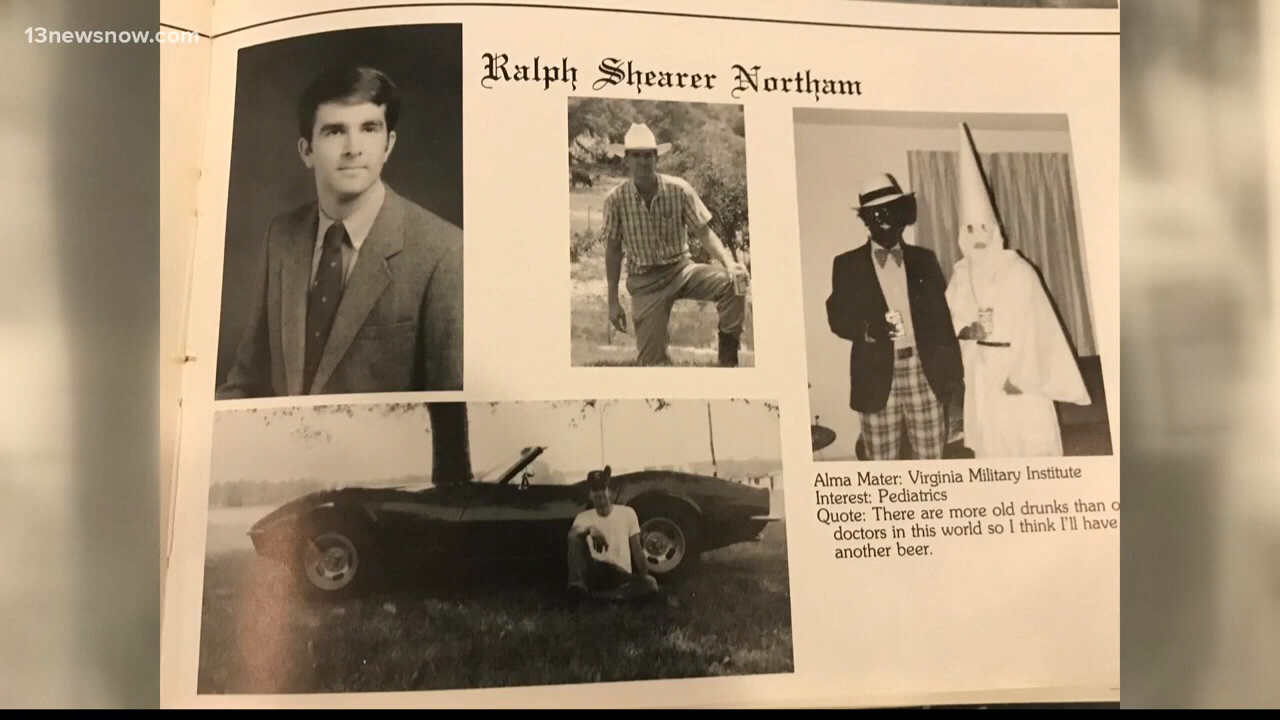 13newsnow.com
Ralph Shearer Northam
Alma Mater: Virginia Military Institute
Interest: Pediatrics
Quote: There are more old drunks than
doctors in this world so I think I'll have
another beer.